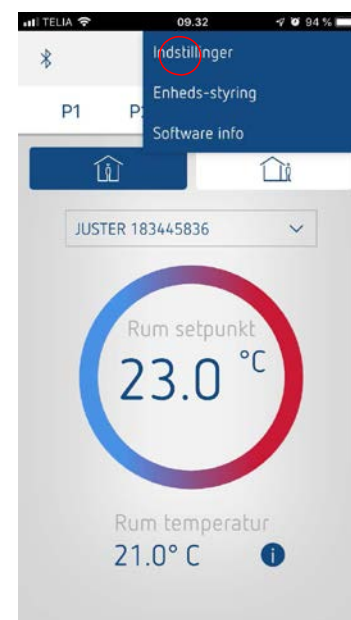 TELIA 09.32 94 %
Indstillinger
Enheds-styring
P1 P
Software info
JUSTER 183445836
Rum setpunkt
23.0 °C
Rum temperatur
21.0° C